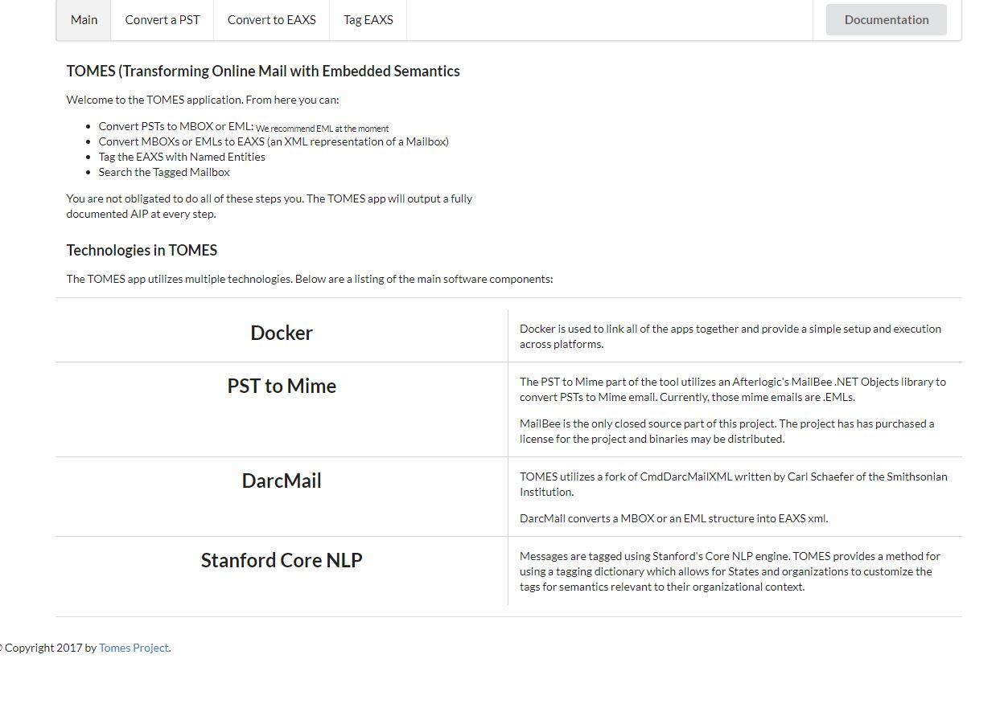 Main Convert a PST Convert to EAXS Tag EAXS Documentation
TOMES (Transforming Online Mail with Embedded Semantics
Welcome to the TOMES application. From here you can:
Convert PSTs to MBOX or EML: We recommend EML at the moment
Convert MBOXs or EMLs to EAXS (an XML representation of a Mailbox)
Tag the EAXS with Named Entities
Search the Tagged Mailbox
You are not obligated to do all of these steps you. The TOMES app will output a fully
documented AIP at every step.
Technologies in TOMES
The TOMES app utilizes multiple technologies. Below are a listing of the main software components:
Docker
Docker is used to link all of the apps together and provide a simple setup and execution
across platforms.
PST to Mime
The PST to Mime part of the tool utilizes an Afterlogic's MailBee .NET Objects library to
convert PSTs to Mime email. Currently, those mime emails are .EMLs.
MailBee is the only closed source part of this project. The project has has purchased a
license for the project and binaries may be distributed.
DarcMail
TOMES utilizes a fork of CmdDarcMailXML written by Carl Schaefer of the Smithsonian
Institution.
DarcMail converts a MBOX or an EML structure into EAXS xml.
Stanford Core NLP
Messages are tagged using Stanford's Core NLP engine. TOMES provides a method for
using a tagging dictionary which allows for States and organizations to customize the
tags for semantics relevant to their organizational context.
© Copyright 2017 by Tomes Project.